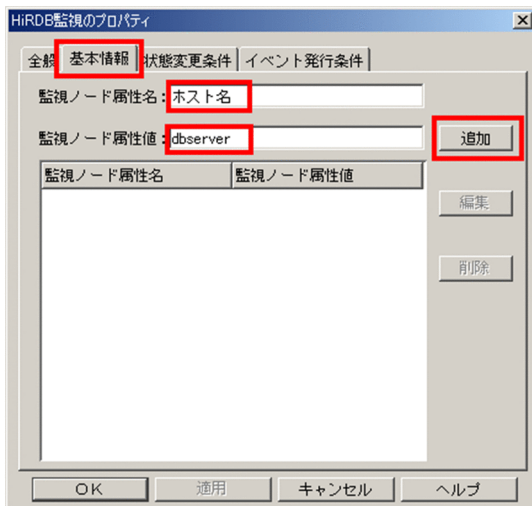 HiRDB監視のプロパティ
全般 基本情報 状態変更条件 イベント発行条件
監視ノード属性名：ホスト名
監視ノード属性値：dbserver 追加
監視ノード属性名 監視ノード属性値
編集
削除
OK 適用 キャンセル ヘルプ